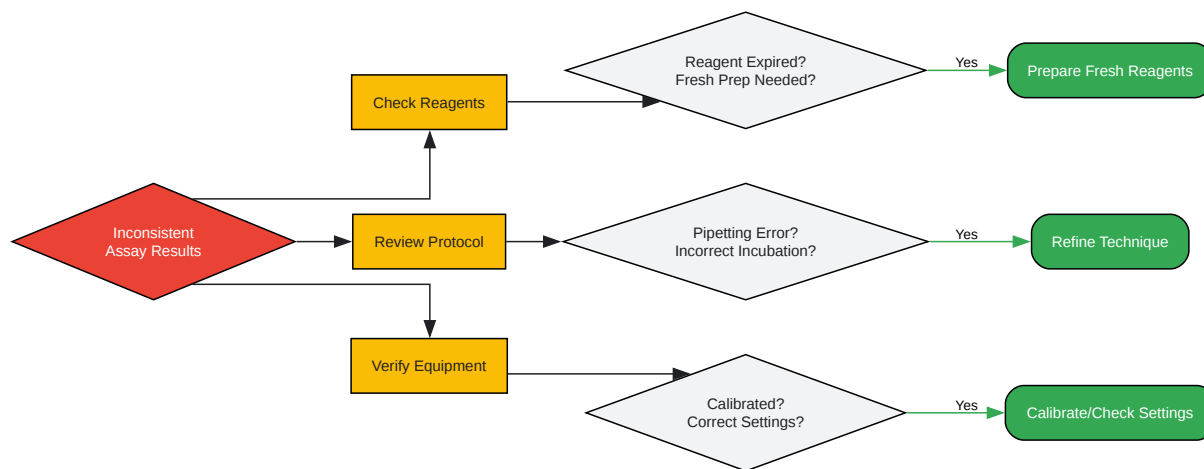 Reagent Expired?
Fresh Prep Needed?
Yes
Prepare Fresh Reagents
Check Reagents
Inconsistent
Assay Results
Review Protocol
Pipetting Error?
Incorrect Incubation?
Yes
Refine Technique
Verify Equipment
Calibrated?
Correct Settings?
Yes
Calibrate/Check Settings